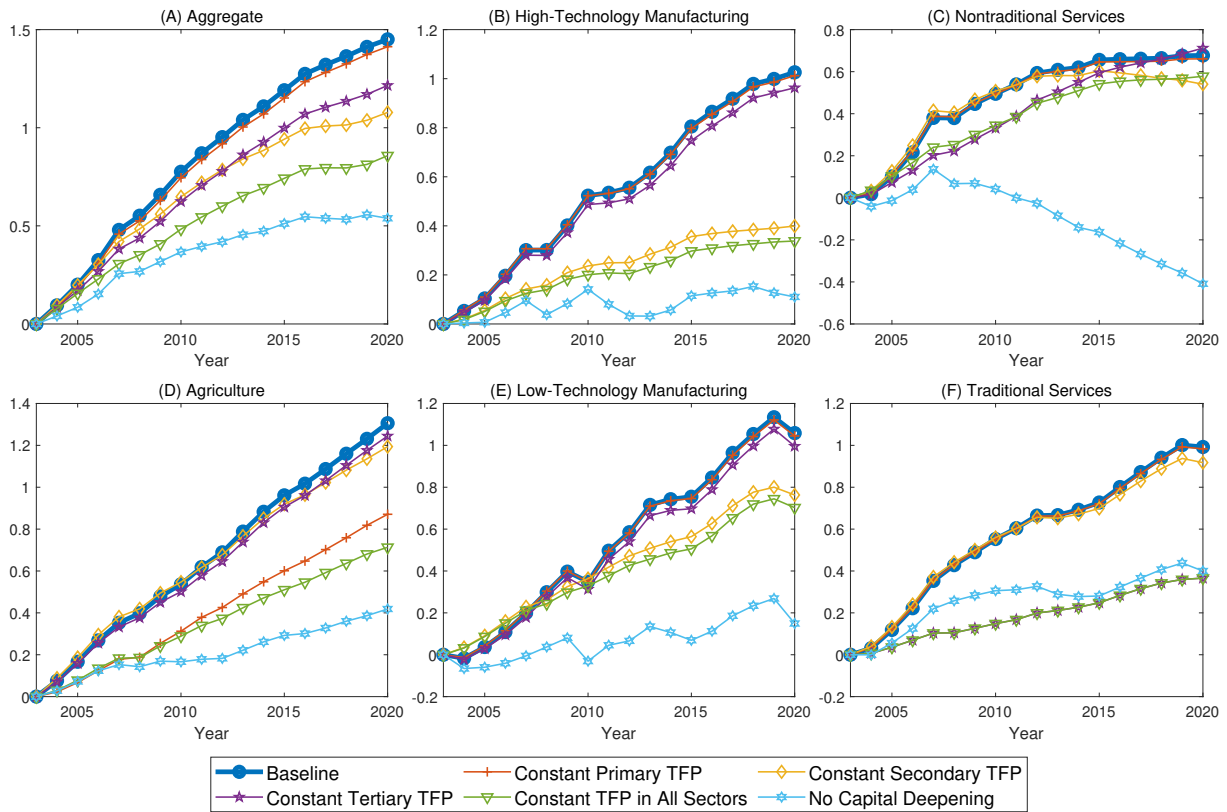 (A) Aggregate
1.5
1
0.5
0
2005 2010 2015 2020
Year
(B) High-Technology Manufacturing
1.2
1
0.8
0.6
0.4
0.2
0
2005 2010 2015 2020
Year
(C) Nontraditional Services
0.8
0.6
0.4
0.2
0
-0.2
-0.4
-0.6
2005 2010 2015 2020
Year
(D) Agriculture
1.4
1.2
1
0.8
0.6
0.4
0.2
0
2005 2010 2015 2020
Year
(E) Low-Technology Manufacturing
1.2
1
0.8
0.6
0.4
0.2
0
-0.2
2005 2010 2015 2020
Year
(F) Traditional Services
1.2
1
0.8
0.6
0.4
0.2
0
-0.2
2005 2010 2015 2020
Year
Baseline Constant Primary TFP Constant Secondary TFP
Constant Tertiary TFP Constant TFP in All Sectors No Capital Deepening